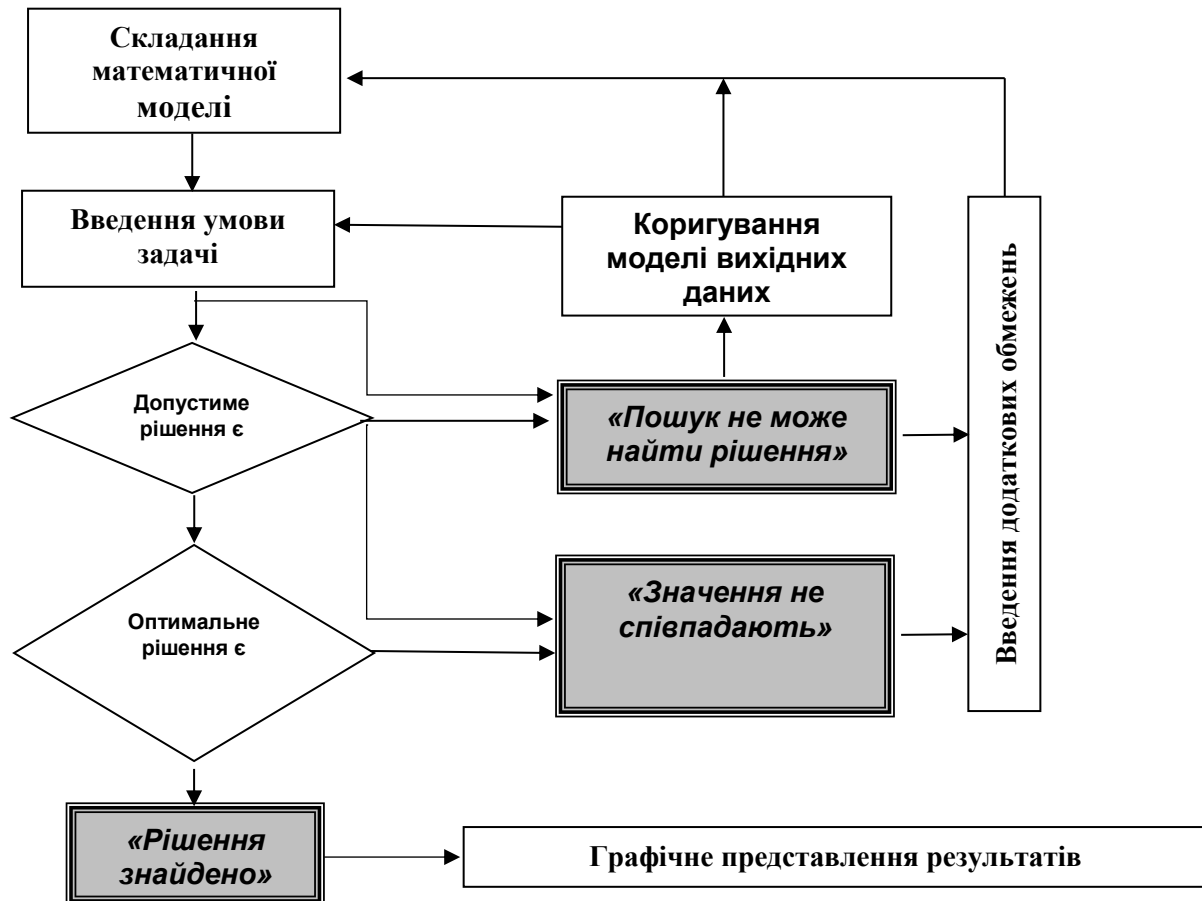 Складання
математичної
моделі
Введення умови
задачі
Коригування
моделі вихідних
даних
Допустиме
рішення є
«Пошук не може
найти рішення»
Введення додаткових обмежень
Оптимальне
рішення є
«Значення не
співпадають»
«Рішення
знайдено»
Графічне представлення результатів